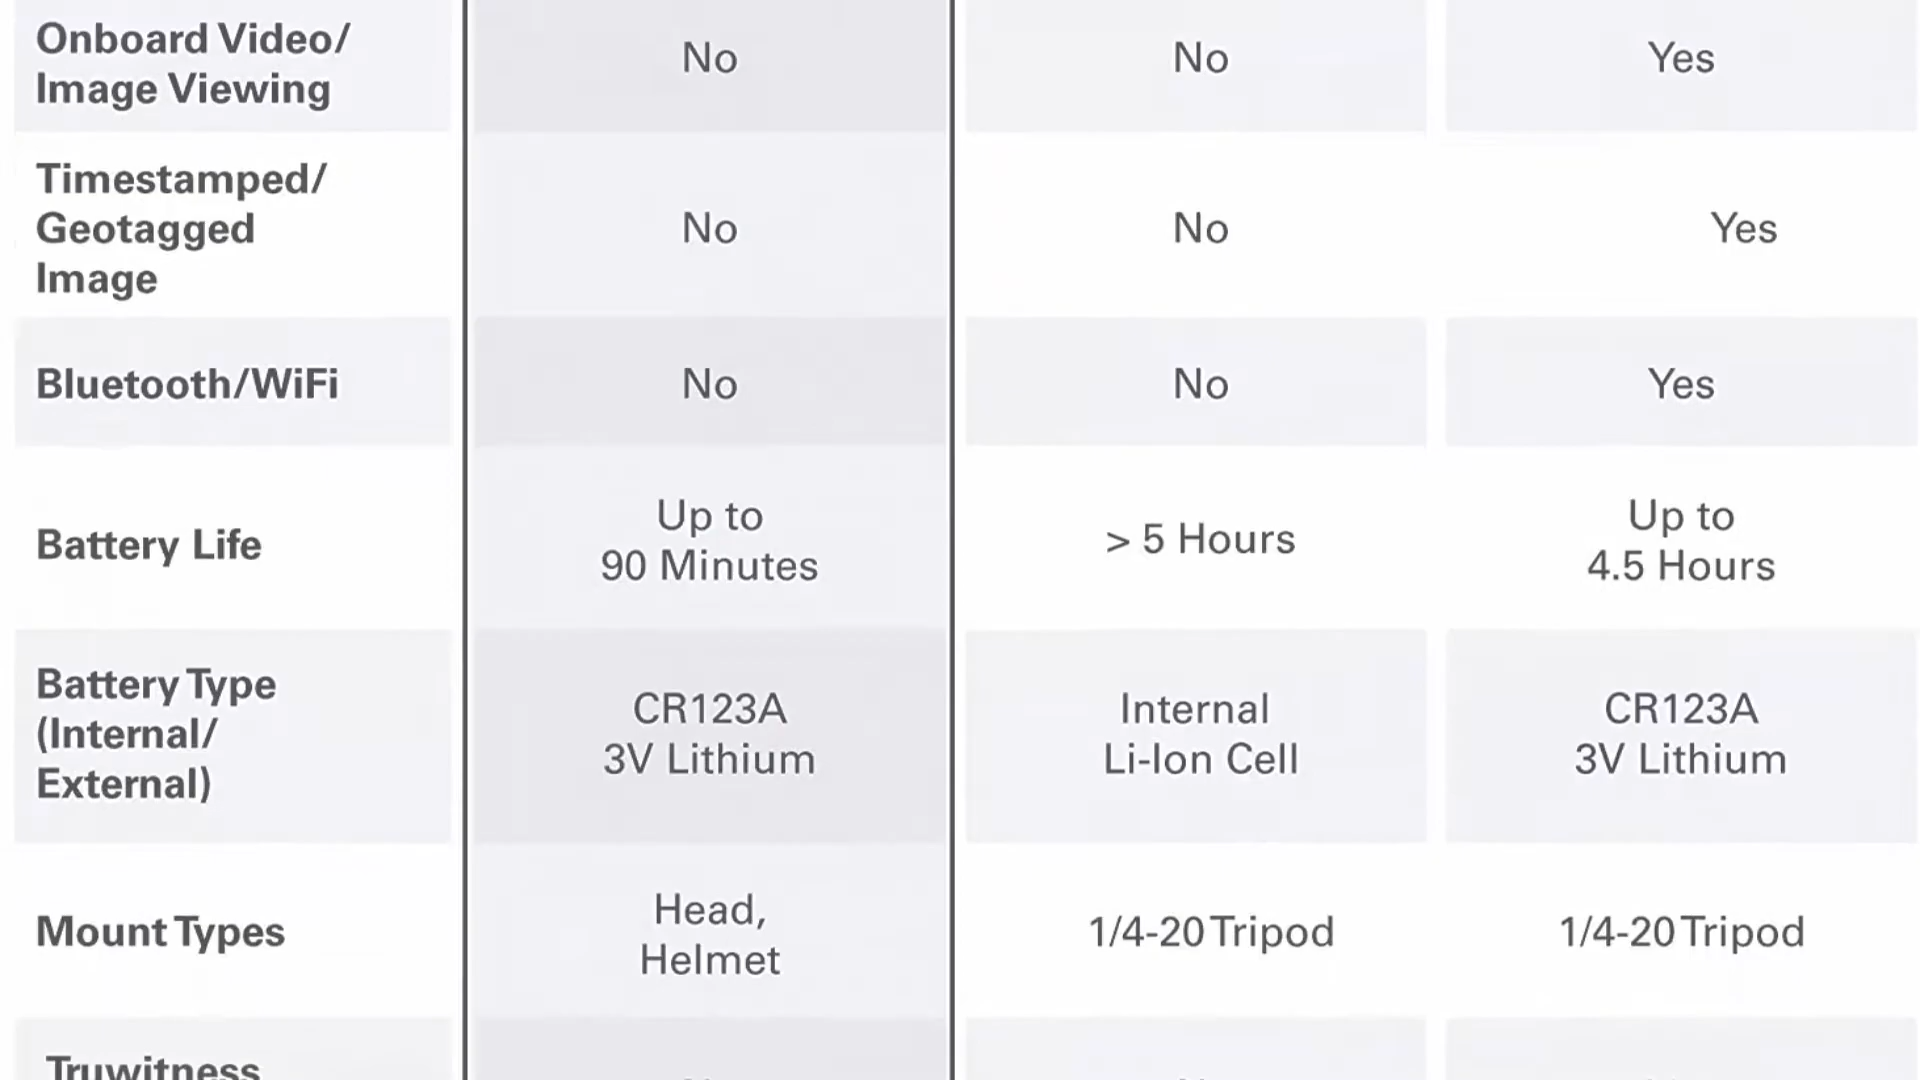 Onboard Video/
Image Viewing
No
No
Yes
Timestamped/
Geotagged
Image
No
No
Yes
Bluetooth/WiFi
No
No
Yes
Battery Life
Up to
90 Minutes
> 5 Hours
Up to
4.5 Hours
Battery Type
(Internal/
External)
CR123A
3V Lithium
Internal
Li-Ion Cell
CR123A
3V Lithium
Mount Types
Head,
Helmet
1/4-20 Tripod
1/4-20 Tripod
Truwitness